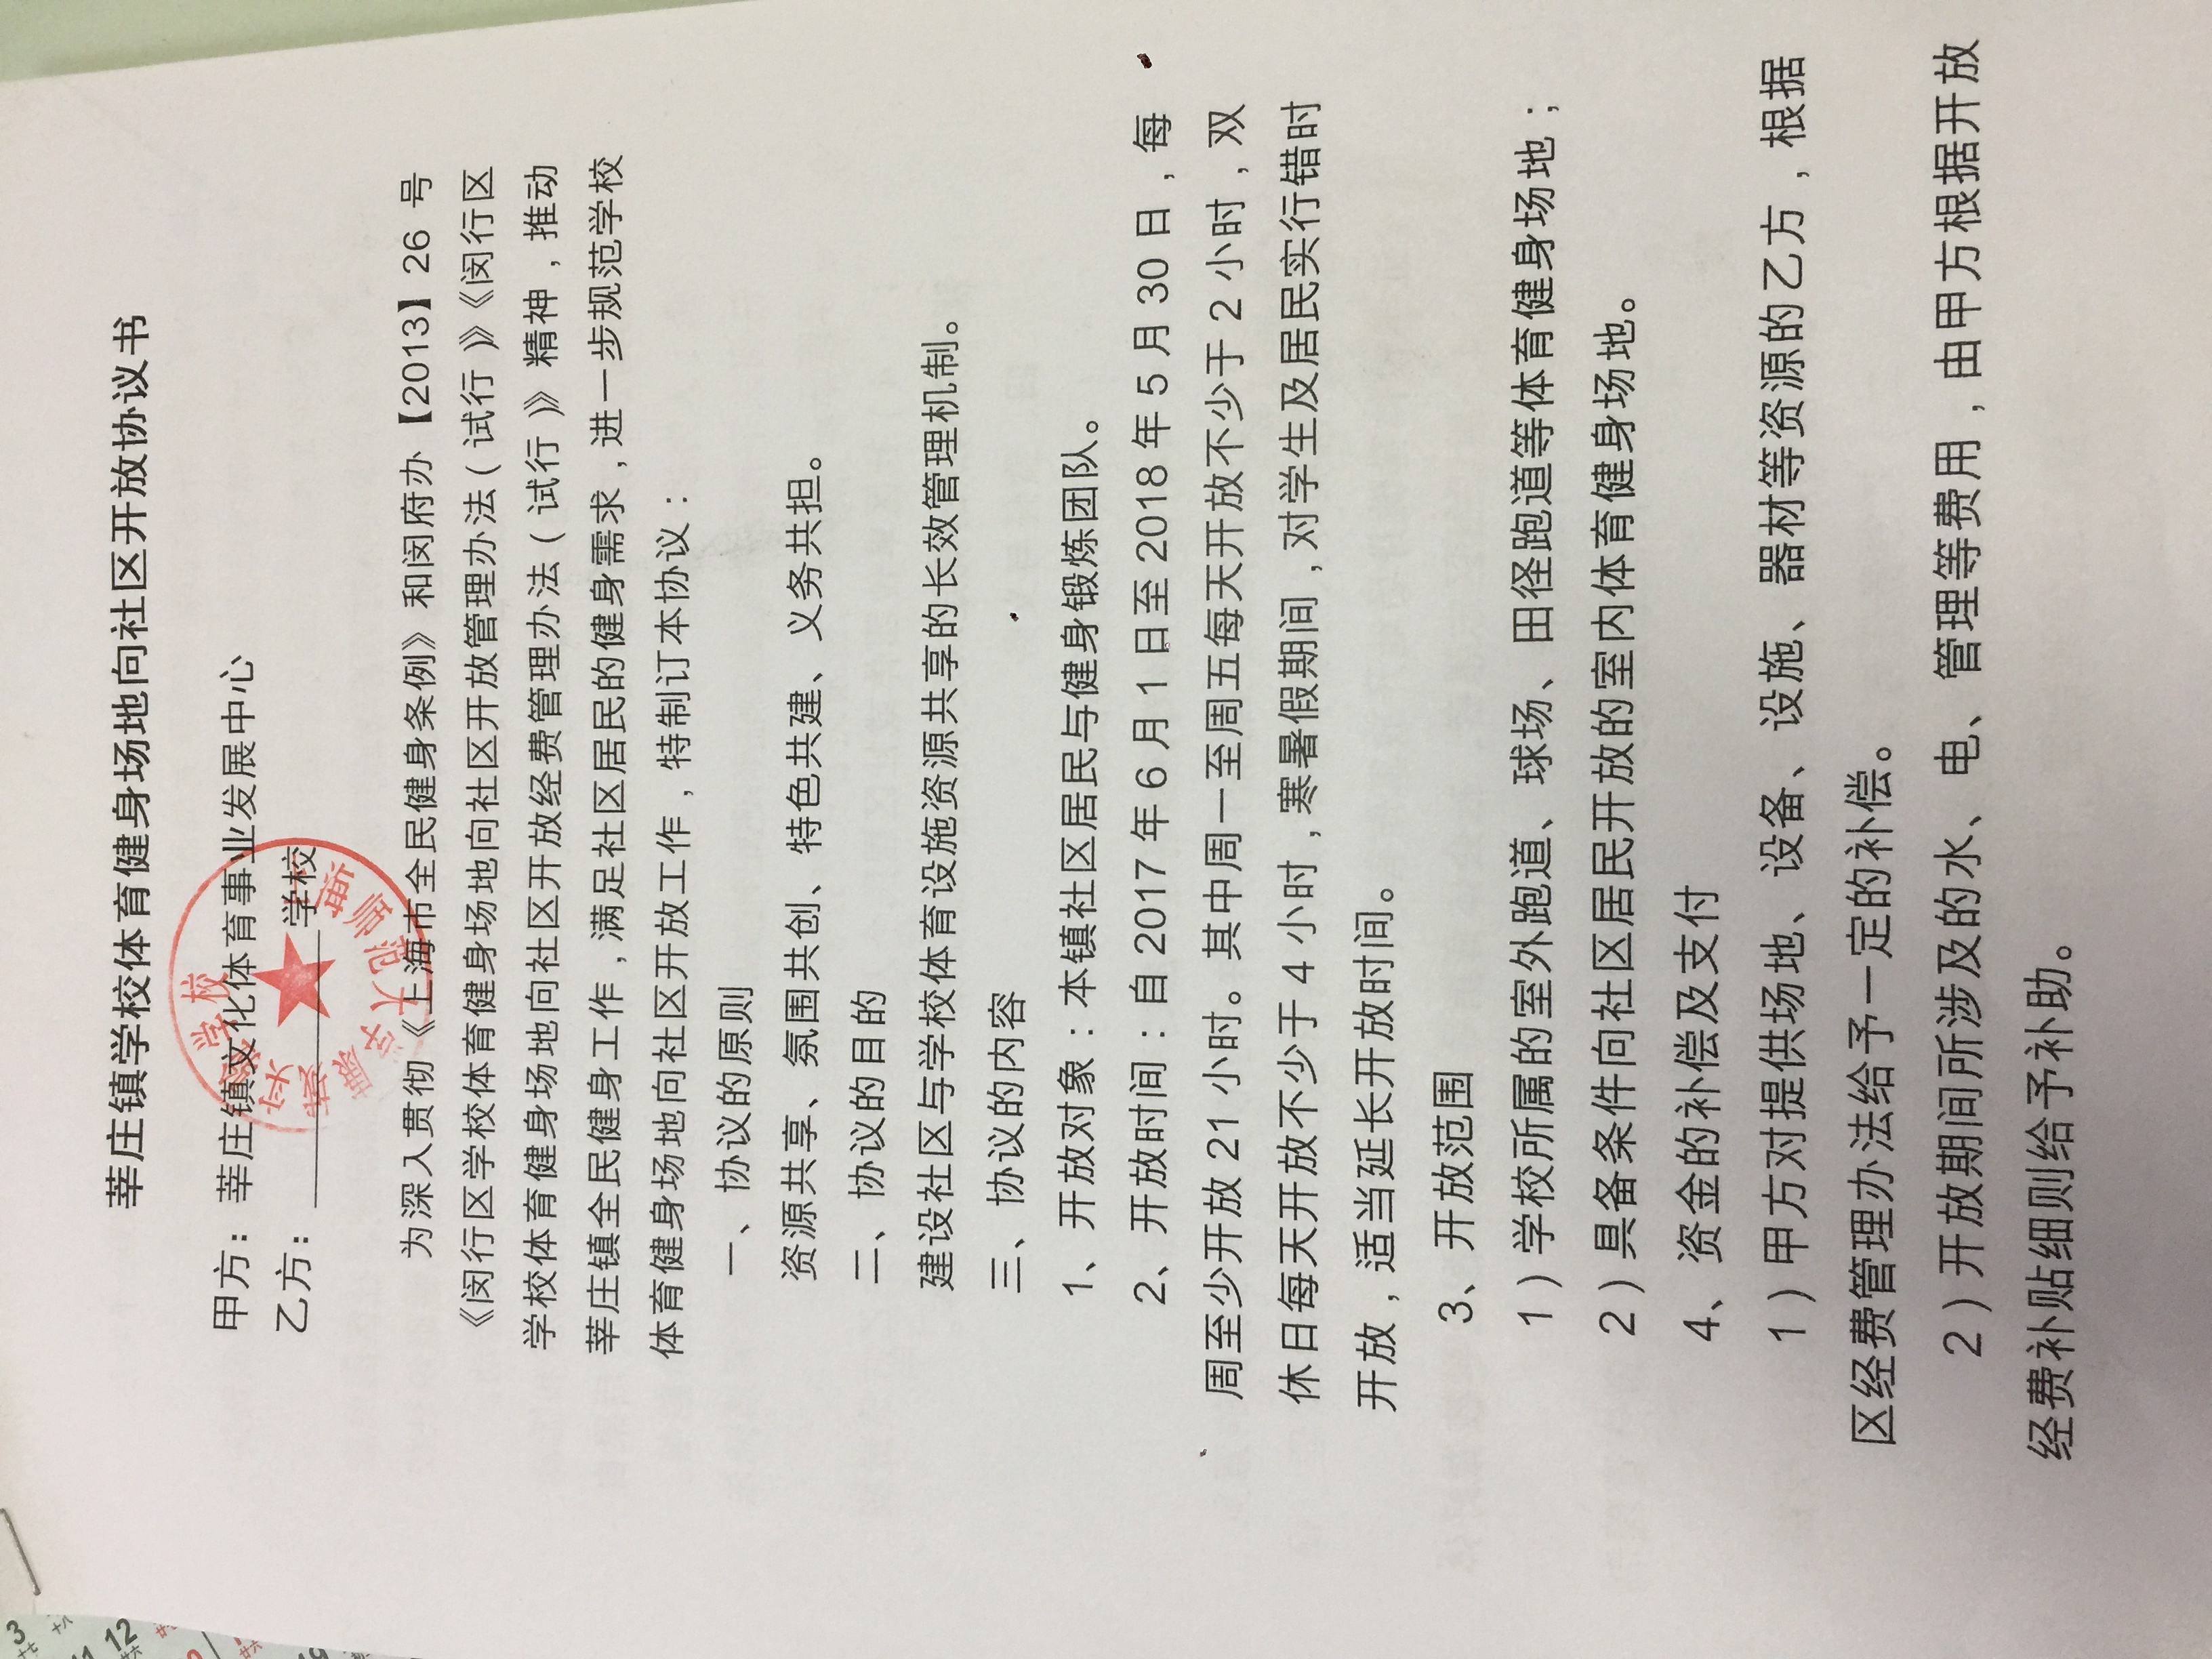 莘庄镇学校体育健身场地向社区开放协议书
甲方：莘庄镇文化体育事业发展中心
乙方：____________学校
上海师范大学康城实验学校
为深入贯彻《上海市全民健身条例》和闵府办【2013】26 号
《闵行区学校体育健身场地向社区开放管理办法（试行）》《闵行区
学校体育健身场地向社区开放经费管理办法（试行）》精神，推动
莘庄镇全民健身工作，满足社区居民的健身需求，进一步规范学校
体育健身场地向社区开放工作，特制订本协议：
一、协议的原则
资源共享、氛围共创、特色共建、义务共担。
二、协议的目的
建设社区与学校体育设施资源共享的长效管理机制。
三、协议的内容
1、开放对象：本镇社区居民与健身锻炼团队。
2、开放时间：自 2017 年 6 月 1 日至 2018 年 5 月 30 日，每
周至少开放 21 小时。其中周一至周五每天开放不少于 2 小时，双
休日每天开放不少于 4 小时，寒暑假期间，对学生及居民实行错时
开放，适当延长开放时间。
3、开放范围
1）学校所属的室外跑道、球场、田径跑道等体育健身场地；
2）具备条件向社区居民开放的室内体育健身场地。
4、资金的补偿及支付
1）甲方对提供场地、设备、设施、器材等资源的乙方，根据
区经费管理办法给予一定的补偿。
2）开放期间所涉及的水、电、管理等费用，由甲方根据开放
经费补贴细则给予补助。